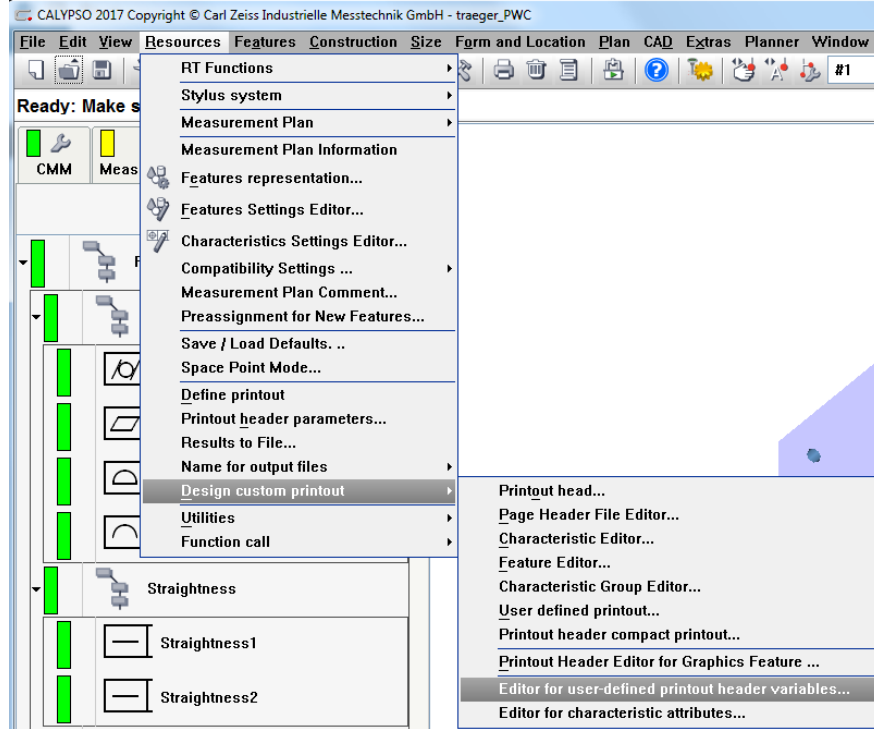 CALYPSO 2017 Copyright © Carl Zeiss Industrielle Messtechnik GmbH - traeger_PWC
File Edit View Resources Features Construction Size Form and Location Plan CAD Extras Planner Window
#1
Ready: Make s
CMM Meas
RT Functions
Stylus system
Measurement Plan
Measurement Plan Information
Features representation...
Features Settings Editor...
Characteristics Settings Editor...
Compatibility Settings ...
Measurement Plan Comment...
Preassignment for New Features...
Save / Load Defaults. ..
Space Point Mode...
Define printout
Printout header parameters...
Results to File...
Name for output files
Design custom printout
Utilities
Function call
Printout head...
Page Header File Editor...
Characteristic Editor...
Feature Editor...
Characteristic Group Editor...
User defined printout...
Printout header compact printout...
Printout Header Editor for Graphics Feature ...
Editor for user-defined printout header variables...
Editor for characteristic attributes...
Straightness
Straightness1
Straightness2